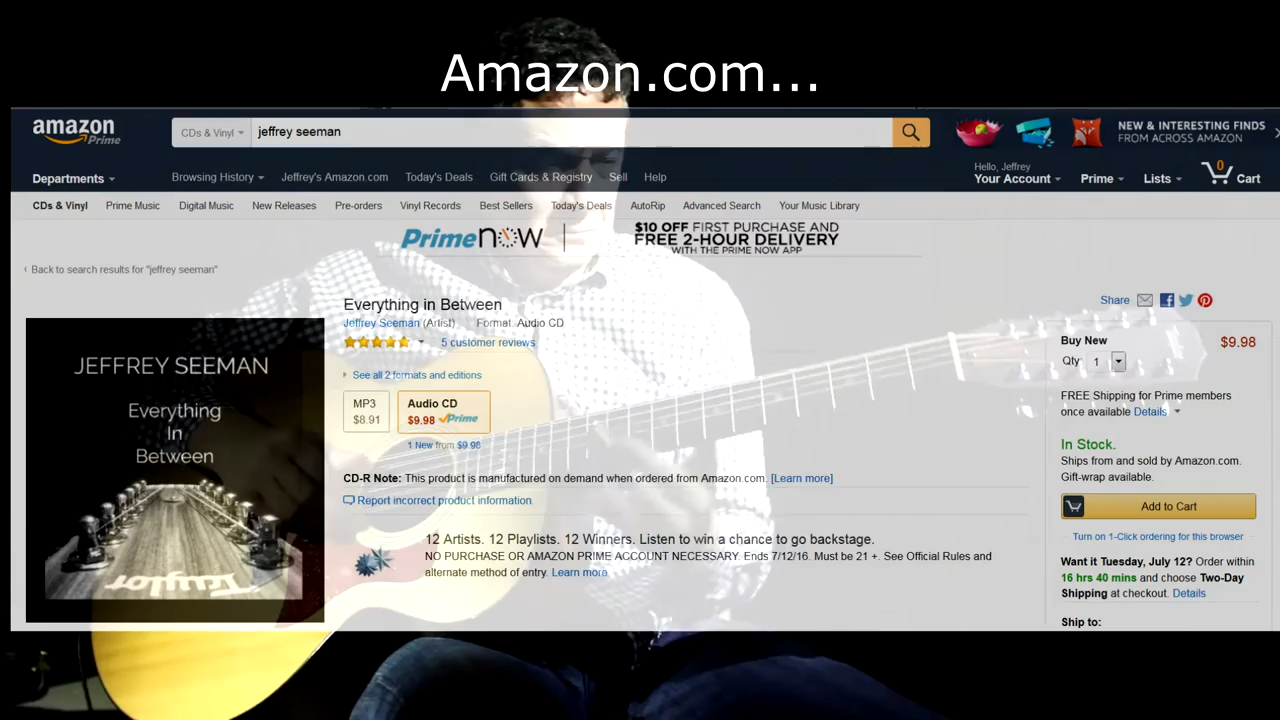 Amazon.com...
amazon
Prime
CDs & Vinyl
jeffrey seeman
NEW & INTERESTING FINDS
FROM ACROSS AMAZON
Departments
Browsing History
Jeffrey's Amazon.com
Today's Deals
Gift Cards & Registry
Sell
Help
Hello, Jeffrey
Your Account
Prime
Lists
0
Cart
CDs & Vinyl
Prime Music
Digital Music
New Releases
Pre-orders
Vinyl Records
Best Sellers
Today's Deals
AutoRip
Advanced Search
Your Music Library
PrimeNOW
$10 OFF FIRST PURCHASE AND
FREE 2-HOUR DELIVERY
WITH THE PRIME NOW APP
‹ Back to search results for "jeffrey seeman"
JEFFREY SEEMAN
Everything
In
Between
Taylor
Everything in Between
Jeffrey Seeman (Artist) Format: Audio CD
5 customer reviews
See all 2 formats and editions
MP3
$8.91
Audio CD
$9.98 Prime
1 New from $9.98
CD-R Note: This product is manufactured on demand when ordered from Amazon.com. [Learn more]
Report incorrect product information
12 Artists. 12 Playlists. 12 Winners. Listen to win a chance to go backstage.
NO PURCHASE OR AMAZON PRIME ACCOUNT NECESSARY. Ends 7/12/16. Must be 21 +. See Official Rules and
alternate method of entry. Learn more
Share
Buy New
$9.98
Qty: 1
FREE Shipping for Prime members
once available Details
In Stock.
Ships from and sold by Amazon.com.
Gift-wrap available.
Add to Cart
Turn on 1-Click ordering for this browser
Want it Tuesday, July 12? Order within
16 hrs 40 mins and choose Two-Day
Shipping at checkout. Details
Ship to: